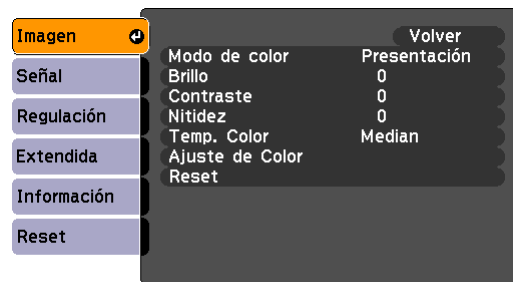 Imagen
Señal
Regulación
Extendida
Información
Reset
Volver
Modo de color Presentación
Brillo 0
Contraste 0
Nitidez 0
Temp. Color Median
Ajuste de Color
Reset